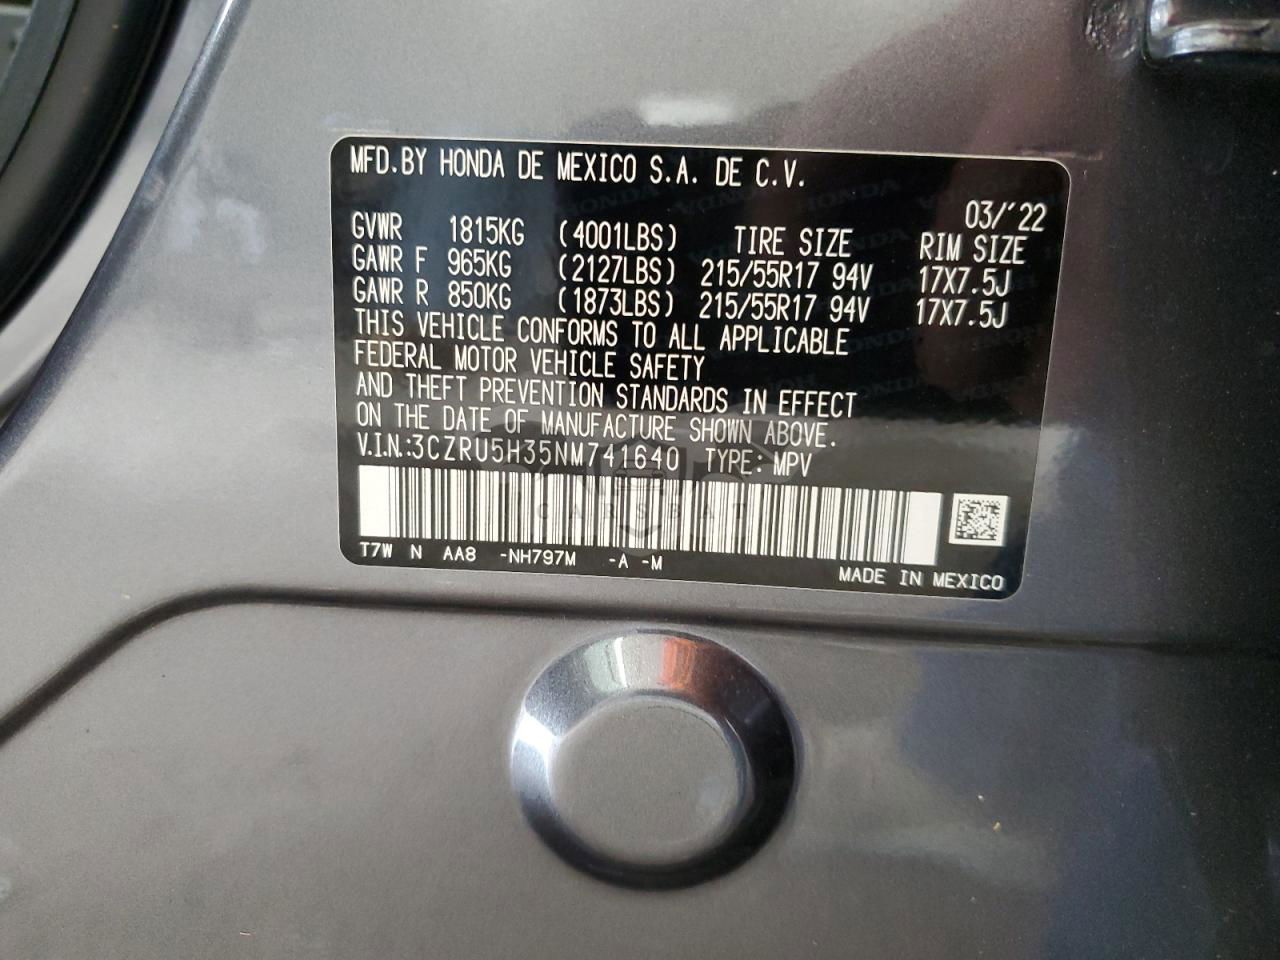 MFD.BY HONDA DE MEXICO S.A. DE C.V.
03/'22
GVWR 1815KG (4001LBS) TIRE SIZE RIM SIZE
GAWR F 965KG (2127LBS) 215/55R17 94V 17X7.5J
GAWR R 850KG (1873LBS) 215/55R17 94V 17X7.5J
THIS VEHICLE CONFORMS TO ALL APPLICABLE
FEDERAL MOTOR VEHICLE SAFETY
AND THEFT PREVENTION STANDARDS IN EFFECT
ON THE DATE OF MANUFACTURE SHOWN ABOVE.
V.I.N.:3CZRU5H35NM741640 TYPE: MPV
CARSBAT
T7W N AA8 -NH797M -A -M
MADE IN MEXICO